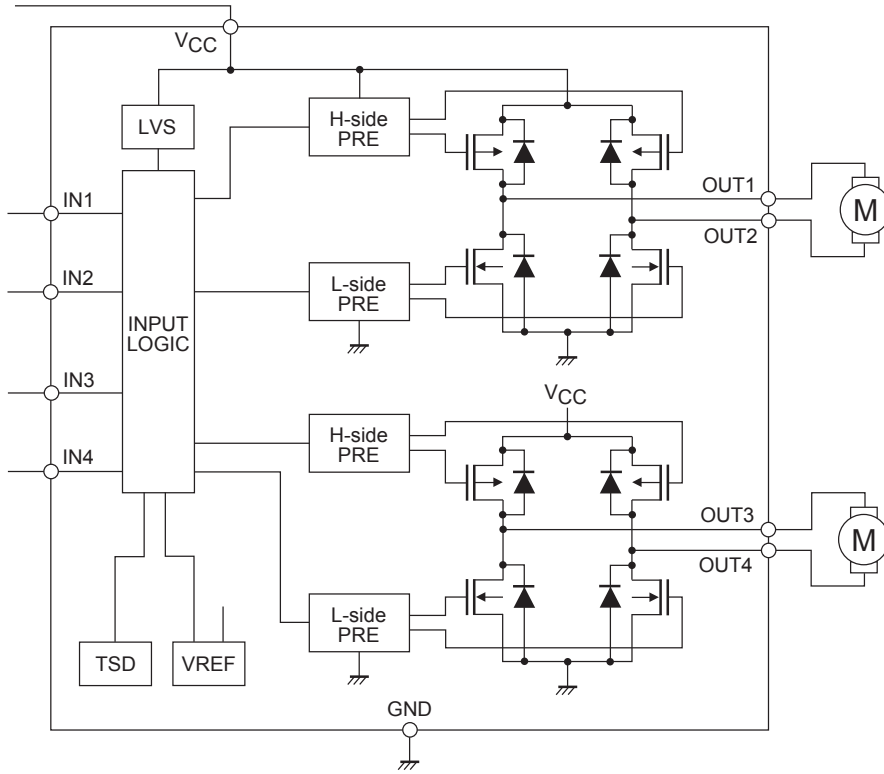 VCC
LVS
H-side
PRE
OUT1
M
IN1
OUT2
IN2
L-side
PRE
INPUT
LOGIC
IN3
VCC
H-side
PRE
IN4
OUT3
M
OUT4
L-side
PRE
TSD
VREF
GND